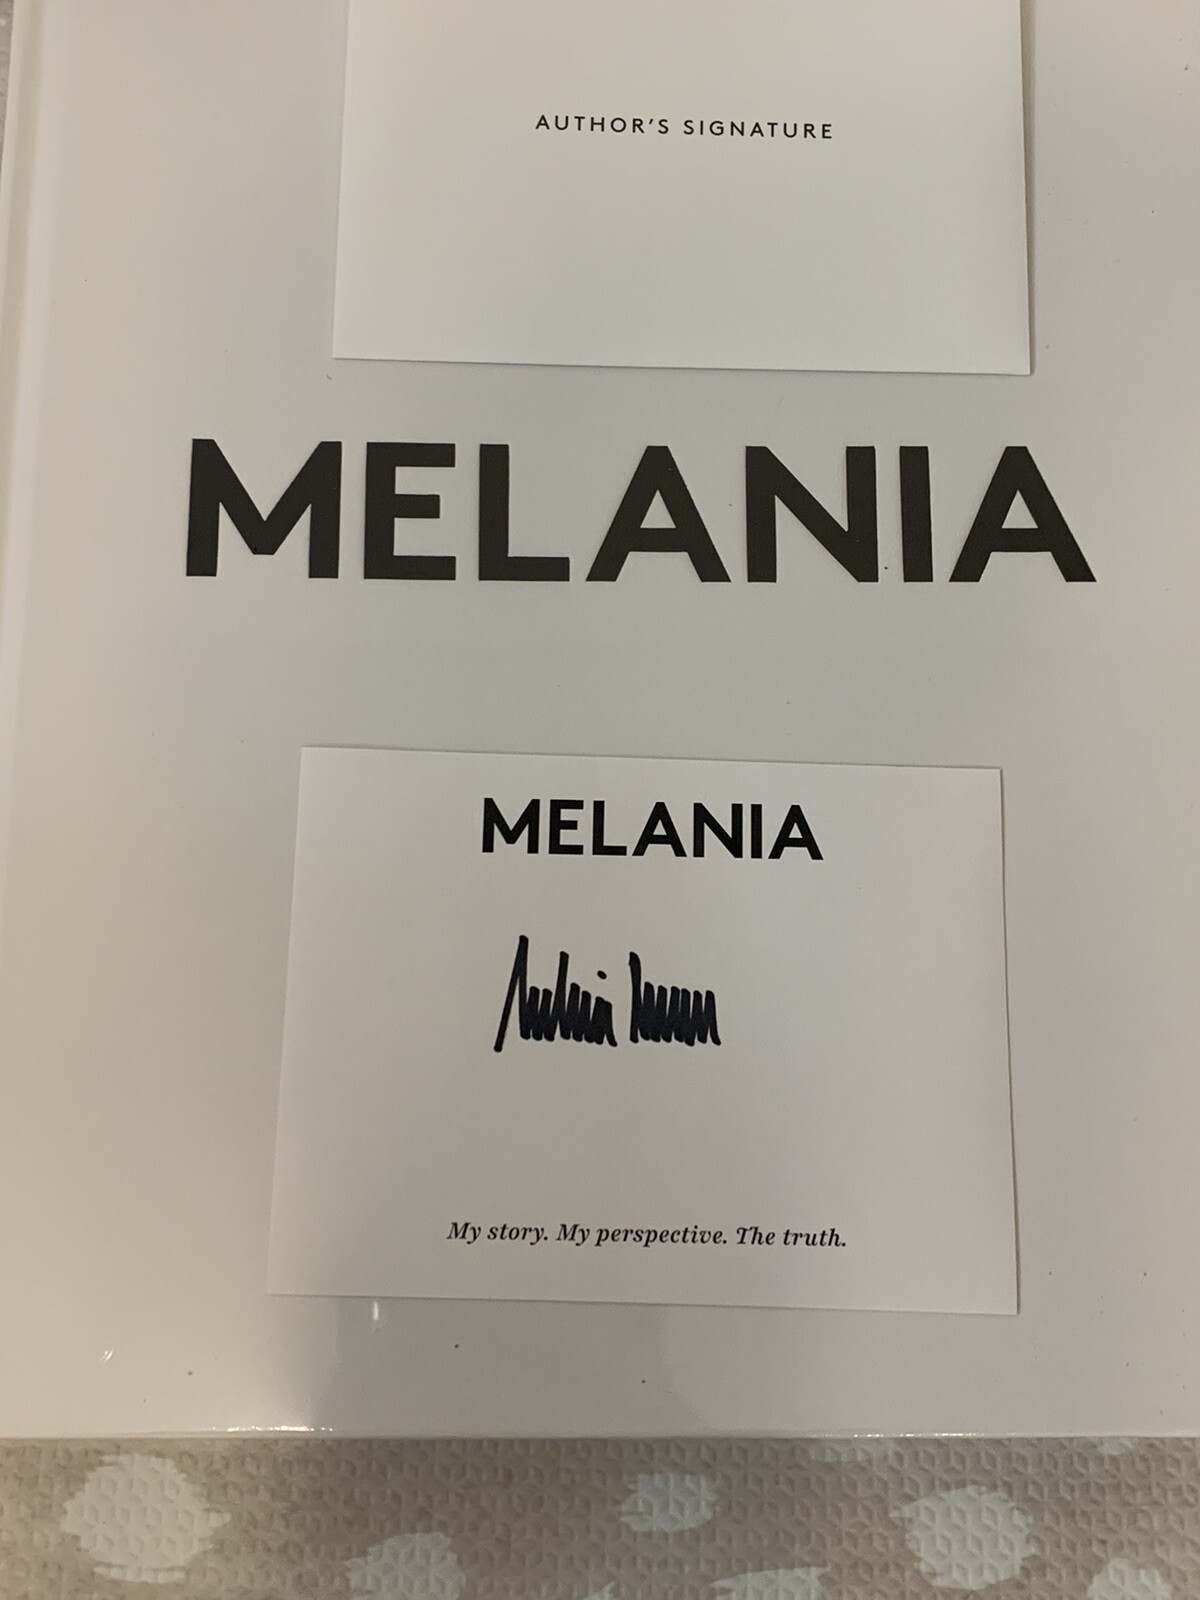 AUTHOR'S SIGNATURE
MELANIA
MELANIA
My story. My perspective. The truth.